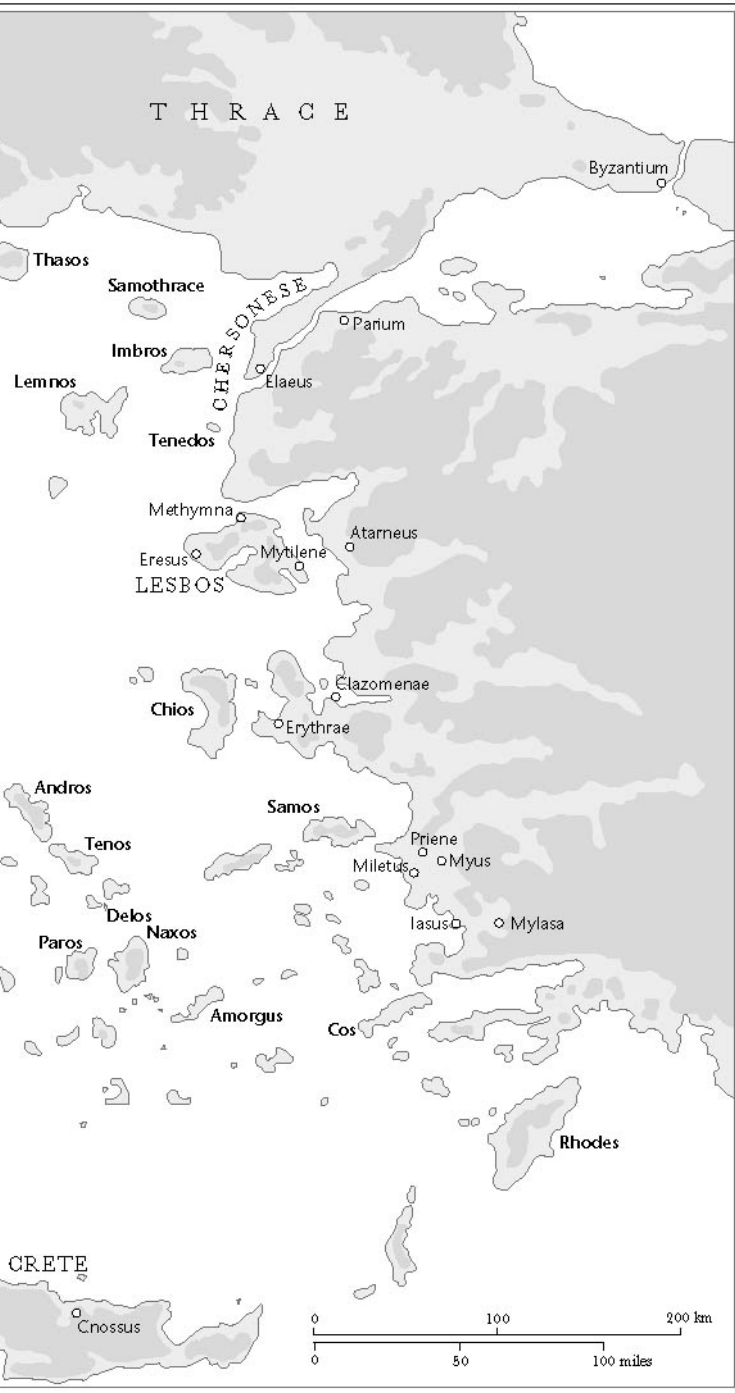 T H R A C E
Byzantium
Thasos
Samothrace
CHERSONESE
Parium
Imbros
Elaeus
Lemnos
Tenedos
Methymna
Atarneus
Eresus
Mytilene
LESBOS
Clazomenae
Chios
Erythrae
Andros
Samos
Tenos
Priene
Myus
Miletus
Delos
Iasus
Mylasa
Naxos
Paros
Amorgus
Cos
Rhodes
CRETE
Cnossus
0 100 200 km
0 50 100 miles